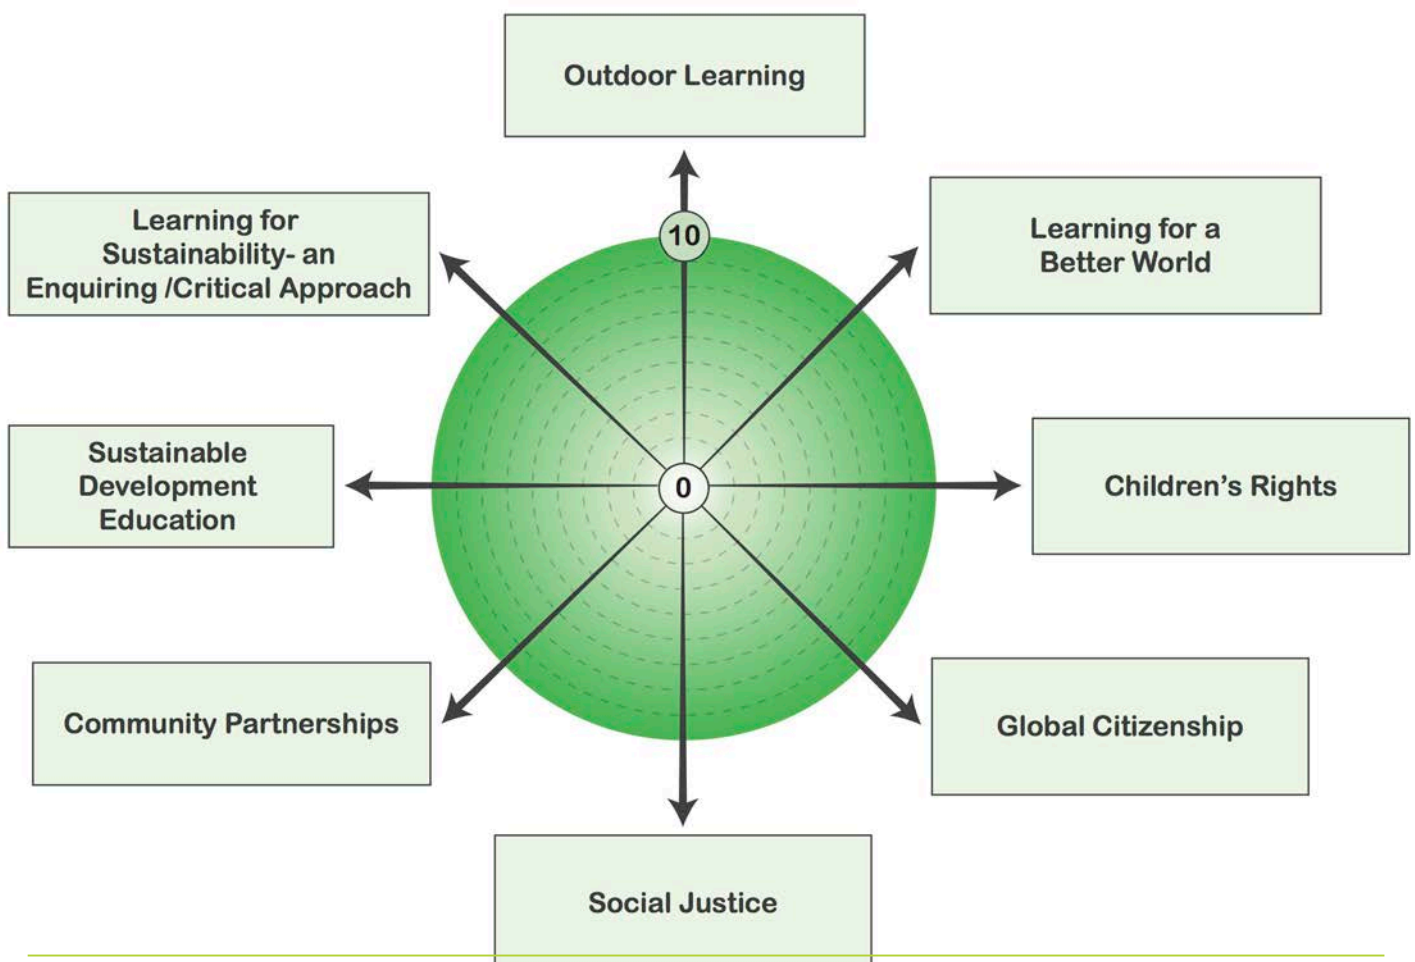 Outdoor Learning
Learning for
Sustainability- an
Enquiring /Critical Approach
10
Learning for a
Better World
Sustainable
Development
Education
0
Children’s Rights
Community Partnerships
Global Citizenship
Social Justice